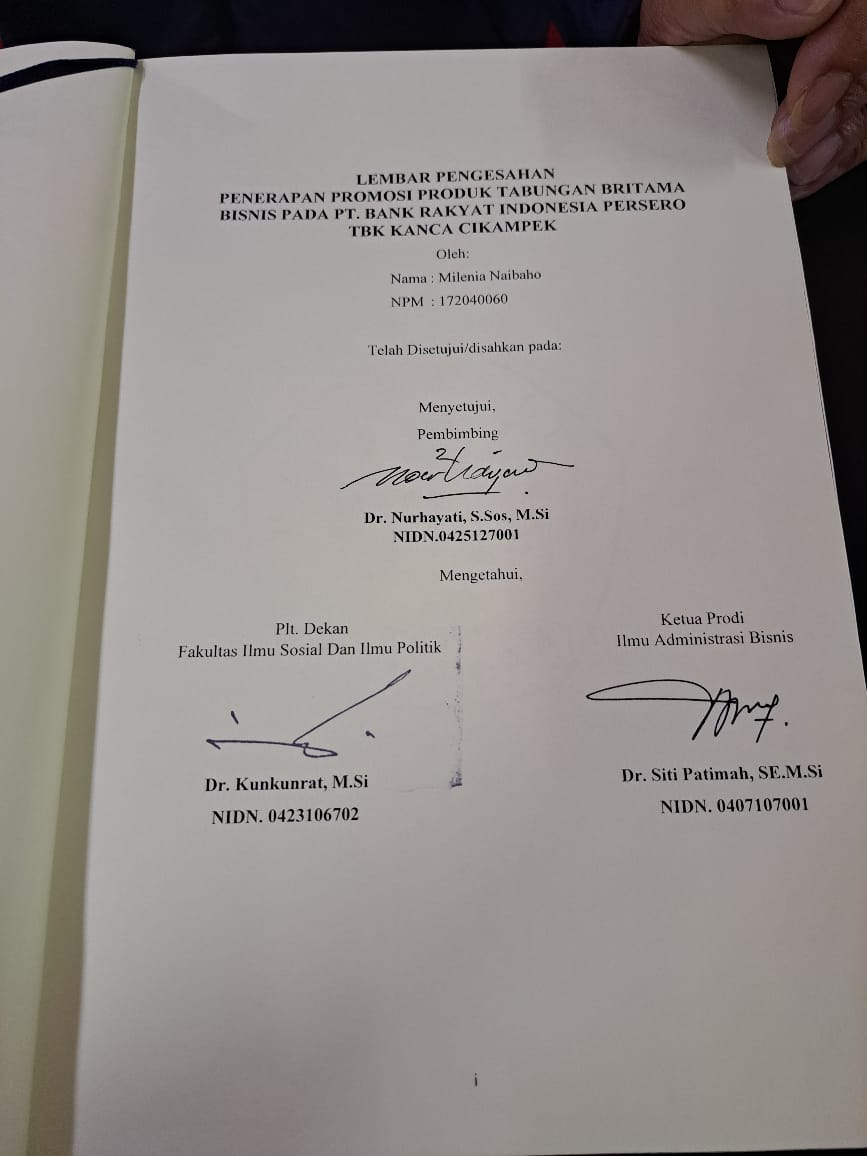 LEMBAR PENGESAHAN
PENERAPAN PROMOSI PRODUK TABUNGAN BRITAMA
BISNIS PADA PT. BANK RAKYAT INDONESIA PERSERO
TBK KANCA CIKAMPEK
Oleh:
Nama : Milenia Naibaho
NPM : 172040060
Telah Disetujui/disahkan pada:
Menyetujui,
Pembimbing
Dr. Nurhayati, S.Sos, M.Si
NIDN.0425127001
Mengetahui,
Plt. Dekan
Fakultas Ilmu Sosial Dan Ilmu Politik
Dr. Kunkunrat, M.Si
NIDN. 0423106702
Ketua Prodi
Ilmu Administrasi Bisnis
Dr. Siti Patimah, SE.M.Si
NIDN. 0407107001
i